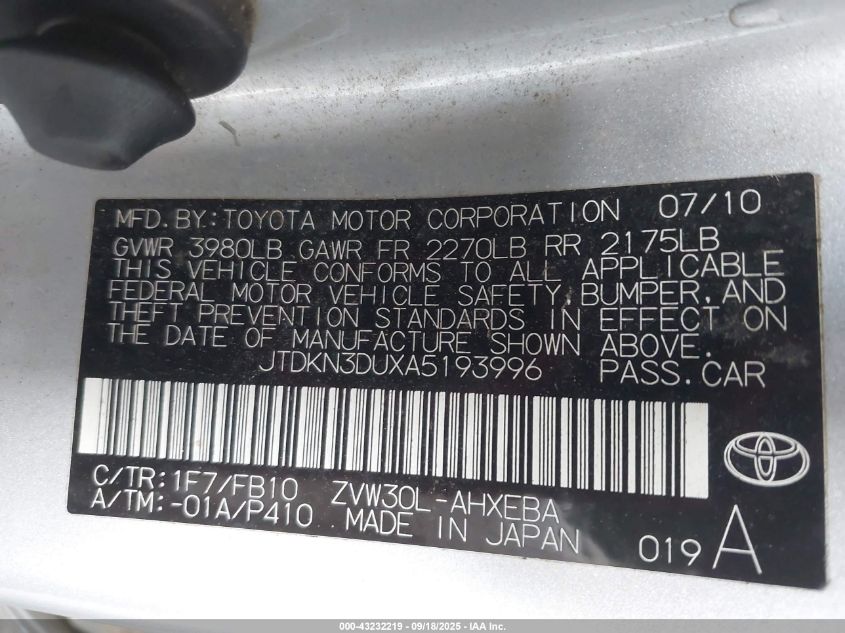 MFD. BY: TOYOTA MOTOR CORPORATION 07/10
GVWR 3980LB GAWR FR 2270LB RR 2175LB
THIS VEHICLE CONFORMS TO ALL APPLICABLE
FEDERAL MOTOR VEHICLE SAFETY, BUMPER, AND
THEFT PREVENTION STANDARDS IN EFFECT ON
THE DATE OF MANUFACTURE SHOWN ABOVE.
JTDKN3DUXA5193996 PASS. CAR
C/TR: 1F7/FB10 ZVW30L-AHXEBA
A/TM: -01A/P410 MADE IN JAPAN 019 A
000-43232219 - 09/18/2025 - IAA Inc.